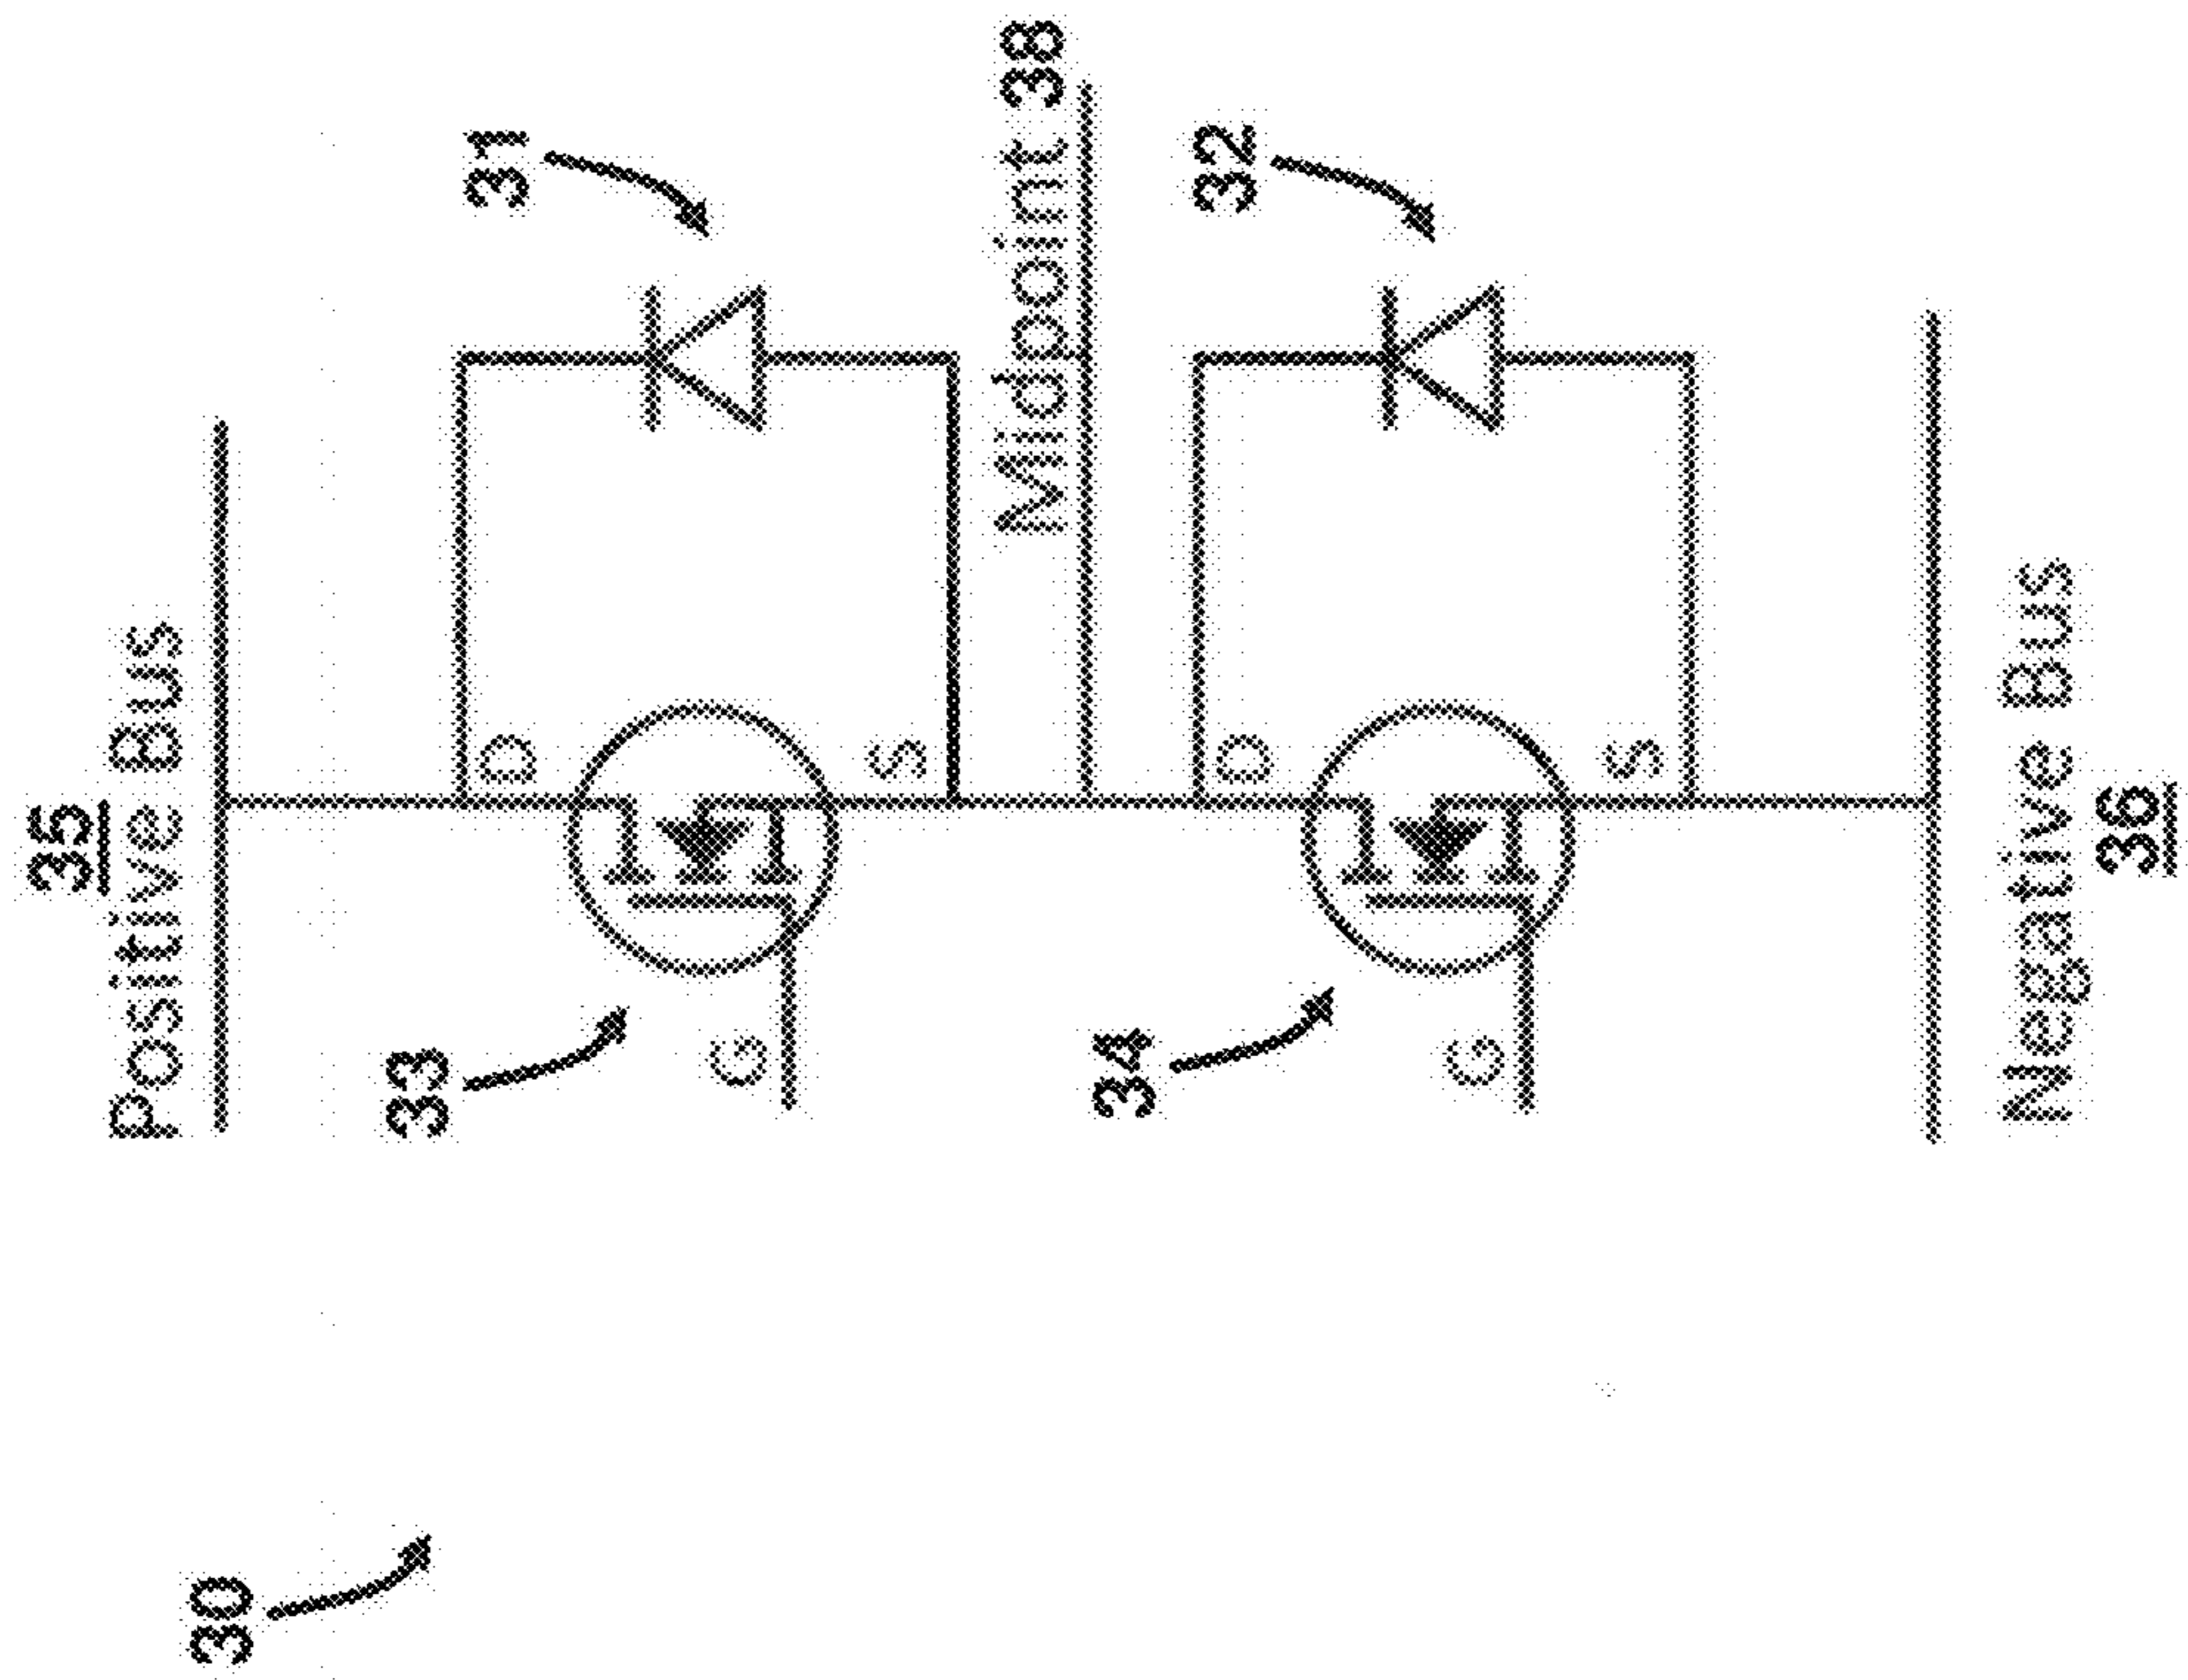 30
35
Positive Bus
33
D
31
G
S
Midpoint 38
34
D
32
G
S
Negative Bus
36